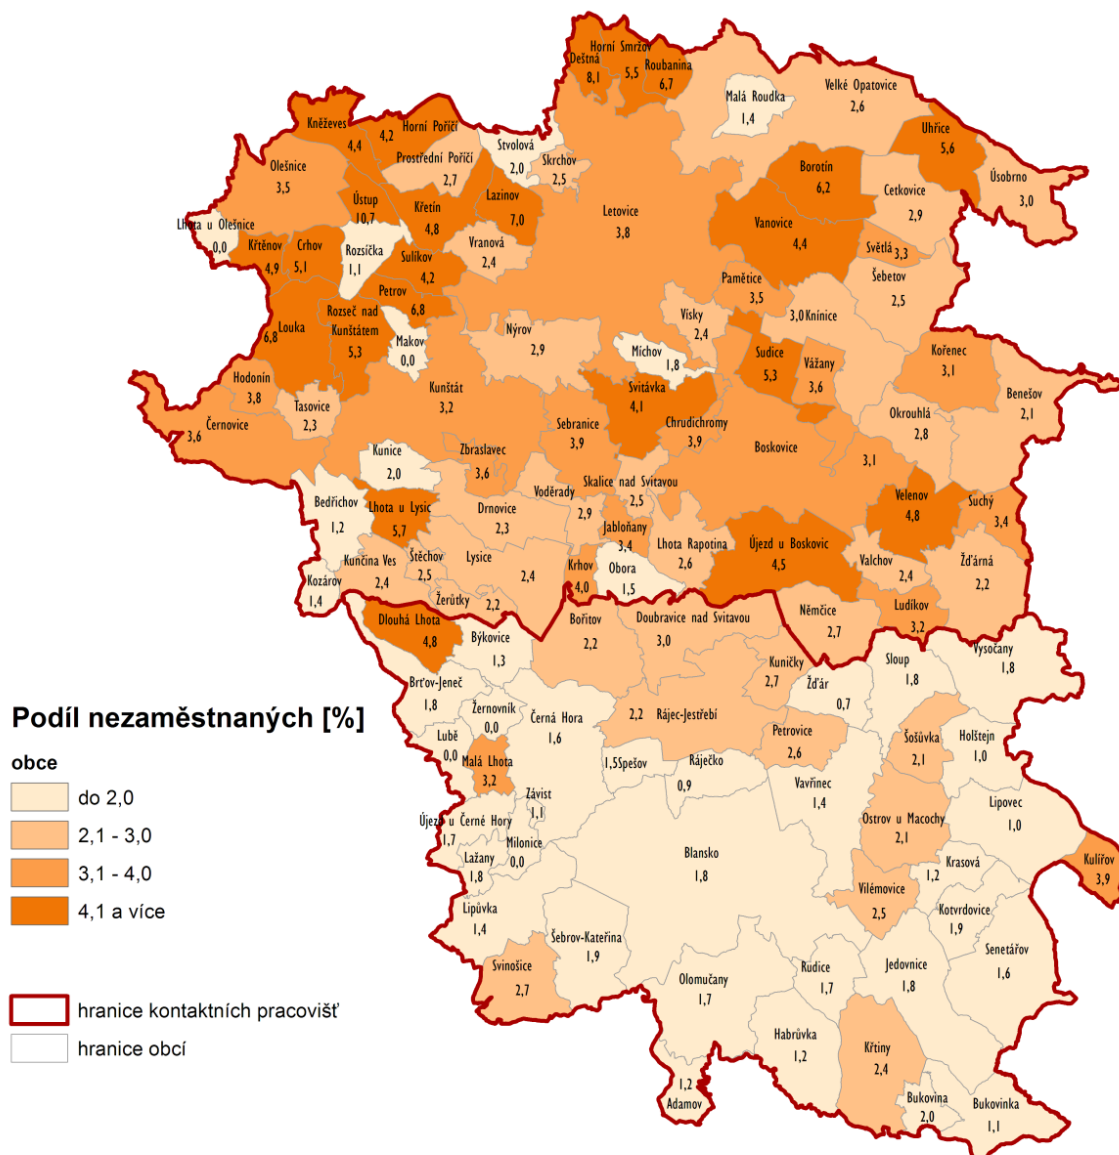 Horní Smržov
5,5
Deštná
8,1
Roubanina
6,7
Malá Roudka
1,4
Velké Opatovice
2,6
Kněževes
4,4
Horní Poříčí
4,2
Prostřední Poříčí
2,7
Stvolová
2,0
Skrchov
2,5
Uhřice
5,6
Úsobrno
3,0
Olešnice
3,5
Borotín
6,2
Cetkovice
2,9
Ústup
10,7
Křetín
4,8
Lazinov
7,0
Letovice
3,8
Vanovice
4,4
Lhota u Olešnice
0,0
Křtěnov
4,9
Crhov
5,1
Rozsíčka
1,1
Sulíkov
4,2
Vranová
2,4
Světlá
3,3
Šebetov
2,5
Pamětice
3,5
Petrov
6,8
Louka
6,8
Rozseč nad
Kunštátem
5,3
Makov
0,0
Nýrov
2,9
Vísky
2,4
3,0 Knínice
Míchov
1,8
Sudice
5,3
Vážany
3,6
Kořenec
3,1
Benešov
2,1
Hodonín
3,8
Tasovice
2,3
Kunštát
3,2
Svitávka
4,1
Chrudichromy
3,9
Okrouhlá
2,8
Černovice
3,6
Sebranice
3,9
Boskovice
3,1
Kunice
2,0
Zbraslavec
3,6
Skalice nad Svitavou
2,5
Voděrady
2,9
Bedřichov
1,2
Lhota u Lysic
5,7
Drnovice
2,3
Velenov
4,8
Suchý
3,4
Jabloňany
3,4
Lhota Rapotina
2,6
Újezd u Boskovic
4,5
Valchov
2,4
Žďárná
2,2
Kunčina Ves
2,4
Štěchov
2,5
Lysice
2,4
Krhov
4,0
Obora
1,5
Kozárov
1,4
Žerůtky
2,2
Němčice
2,7
Ludíkov
3,2
Dlouhá Lhota
4,8
Býkovice
1,3
Bořitov
2,2
Doubravice nad Svitavou
3,0
Kuničky
2,7
Žďár
0,7
Sloup
1,8
Vysočany
1,8
Brťov-Jeneč
1,8
Žernovník
0,0
Černá Hora
1,6
2,2
Rájec-Jestřebí
Petrovice
2,6
Šošůvka
2,1
Holštejn
1,0
Lubě
0,0
Malá Lhota
3,2
1,5 Spešov
Ráječko
0,9
Vavřinec
1,4
Závist
1,1
Újezd u Černé Hory
1,7
Milonice
0,0
Ostrov u Macochy
2,1
Lipovec
1,0
Lažany
1,8
Blansko
1,8
Krasová
1,2
Kulířov
3,9
Vilémovice
2,5
Kotvrdovice
1,9
Lipůvka
1,4
Šebrov-Kateřina
1,9
Senetářov
1,6
Svinošice
2,7
Olomučany
1,7
Rudice
1,7
Jedovnice
1,8
Habrůvka
1,2
Křtiny
2,4
1,2
Adamov
Bukovina
2,0
Bukovinka
1,1
Podíl nezaměstnaných [%]
obce
do 2,0
2,1 - 3,0
3,1 - 4,0
4,1 a více
hranice kontaktních pracovišť
hranice obcí